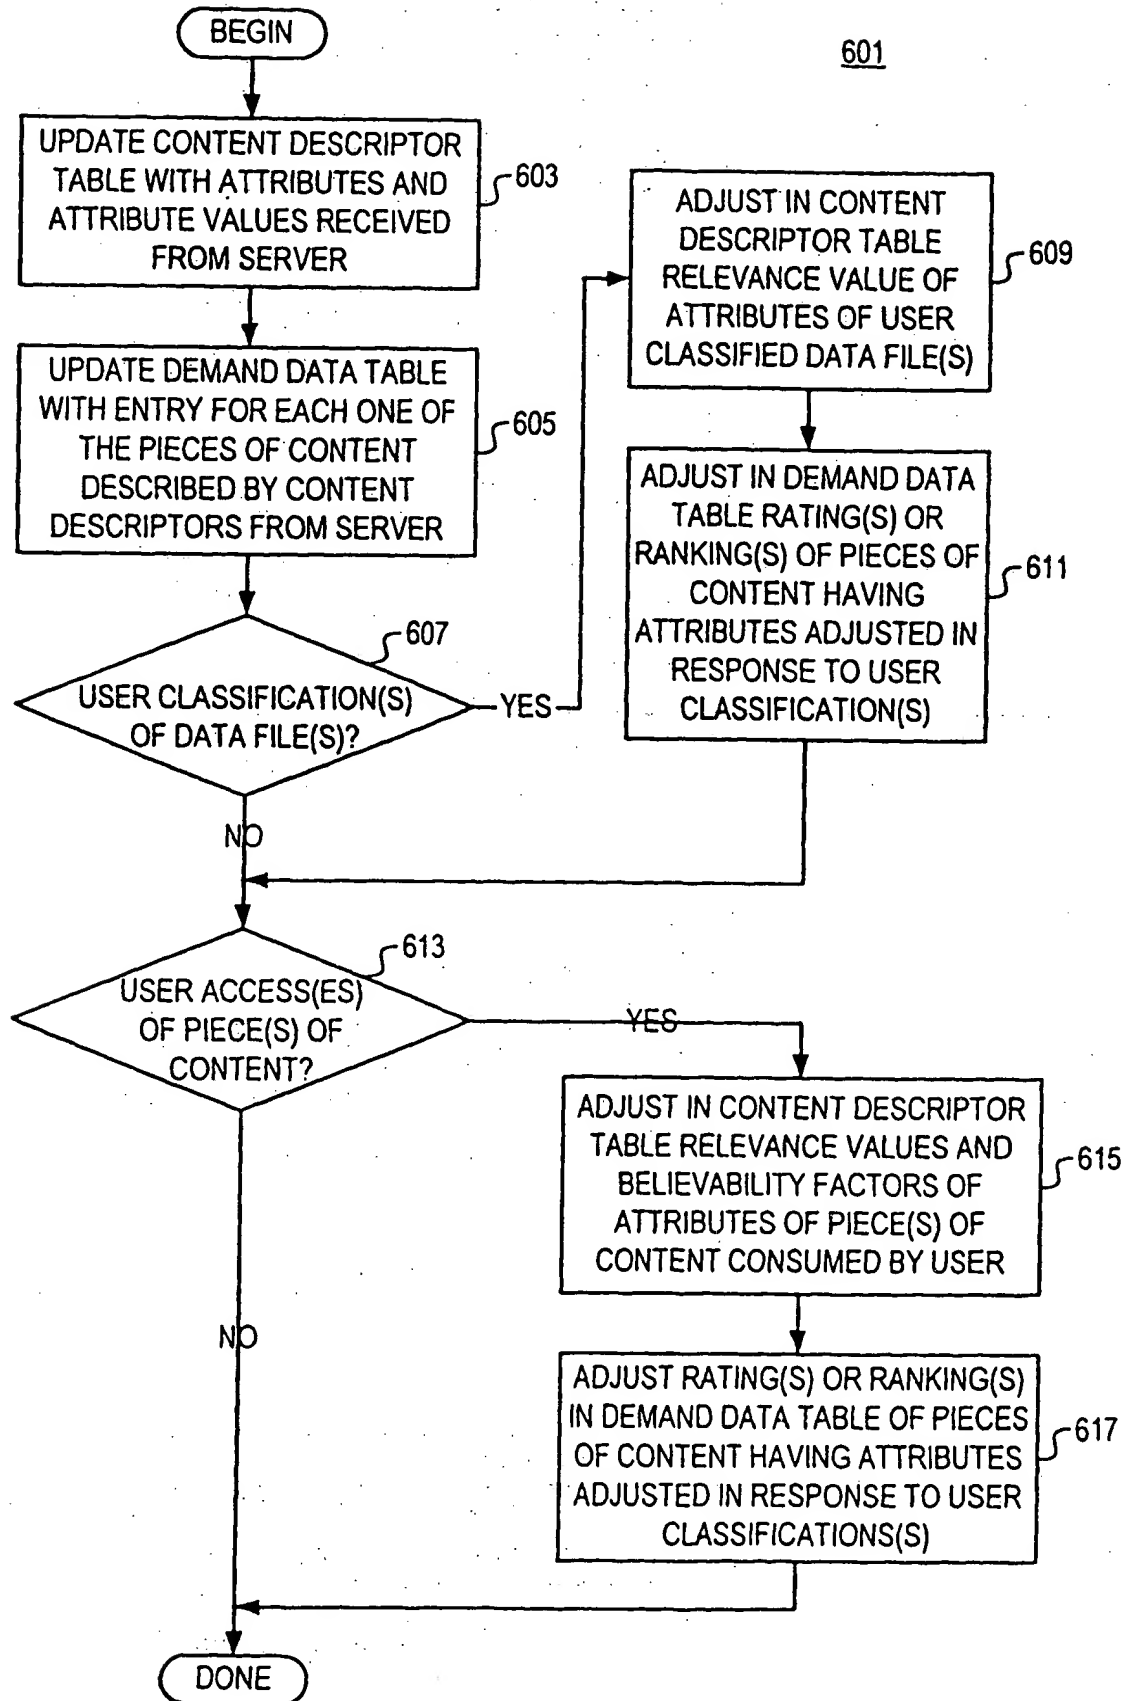 BEGIN
601
UPDATE CONTENT DESCRIPTOR
TABLE WITH ATTRIBUTES AND
ATTRIBUTE VALUES RECEIVED
FROM SERVER
603
UPDATE DEMAND DATA TABLE
WITH ENTRY FOR EACH ONE OF
THE PIECES OF CONTENT
DESCRIBED BY CONTENT
DESCRIPTORS FROM SERVER
605
607
USER CLASSIFICATION(S)
OF DATA FILE(S)?
YES
NO
ADJUST IN CONTENT
DESCRIPTOR TABLE
RELEVANCE VALUE OF
ATTRIBUTES OF USER
CLASSIFIED DATA FILE(S)
609
ADJUST IN DEMAND DATA
TABLE RATING(S) OR
RANKING(S) OF PIECES OF
CONTENT HAVING
ATTRIBUTES ADJUSTED IN
RESPONSE TO USER
CLASSIFICATION(S)
611
613
USER ACCESS(ES)
OF PIECE(S) OF
CONTENT?
YES
NO
ADJUST IN CONTENT DESCRIPTOR
TABLE RELEVANCE VALUES AND
BELIEVABILITY FACTORS OF
ATTRIBUTES OF PIECE(S) OF
CONTENT CONSUMED BY USER
615
ADJUST RATING(S) OR RANKING(S)
IN DEMAND DATA TABLE OF PIECES
OF CONTENT HAVING ATTRIBUTES
ADJUSTED IN RESPONSE TO USER
CLASSIFICATIONS(S)
617
DONE